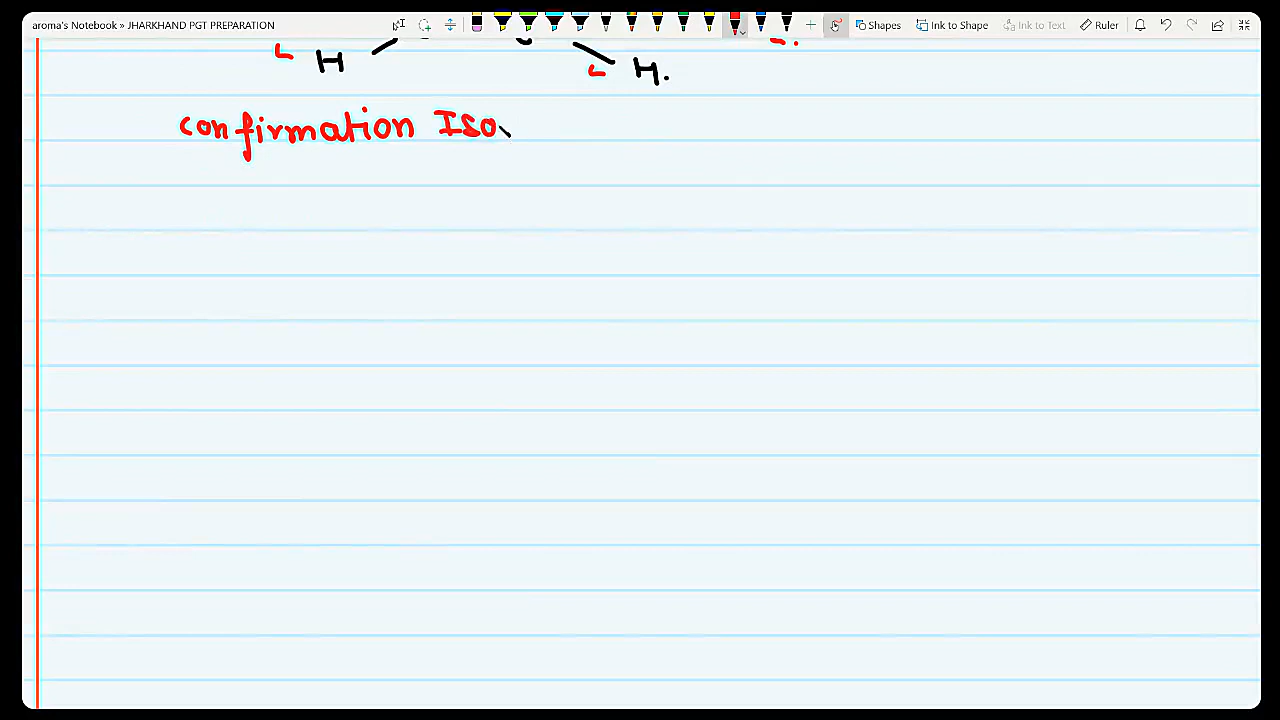 aroma's Notebook » JHARKHAND PGT PREPARATION
Shapes
Ink to Shape
Ink to Text
Ruler
H
H.
confirmation Iso